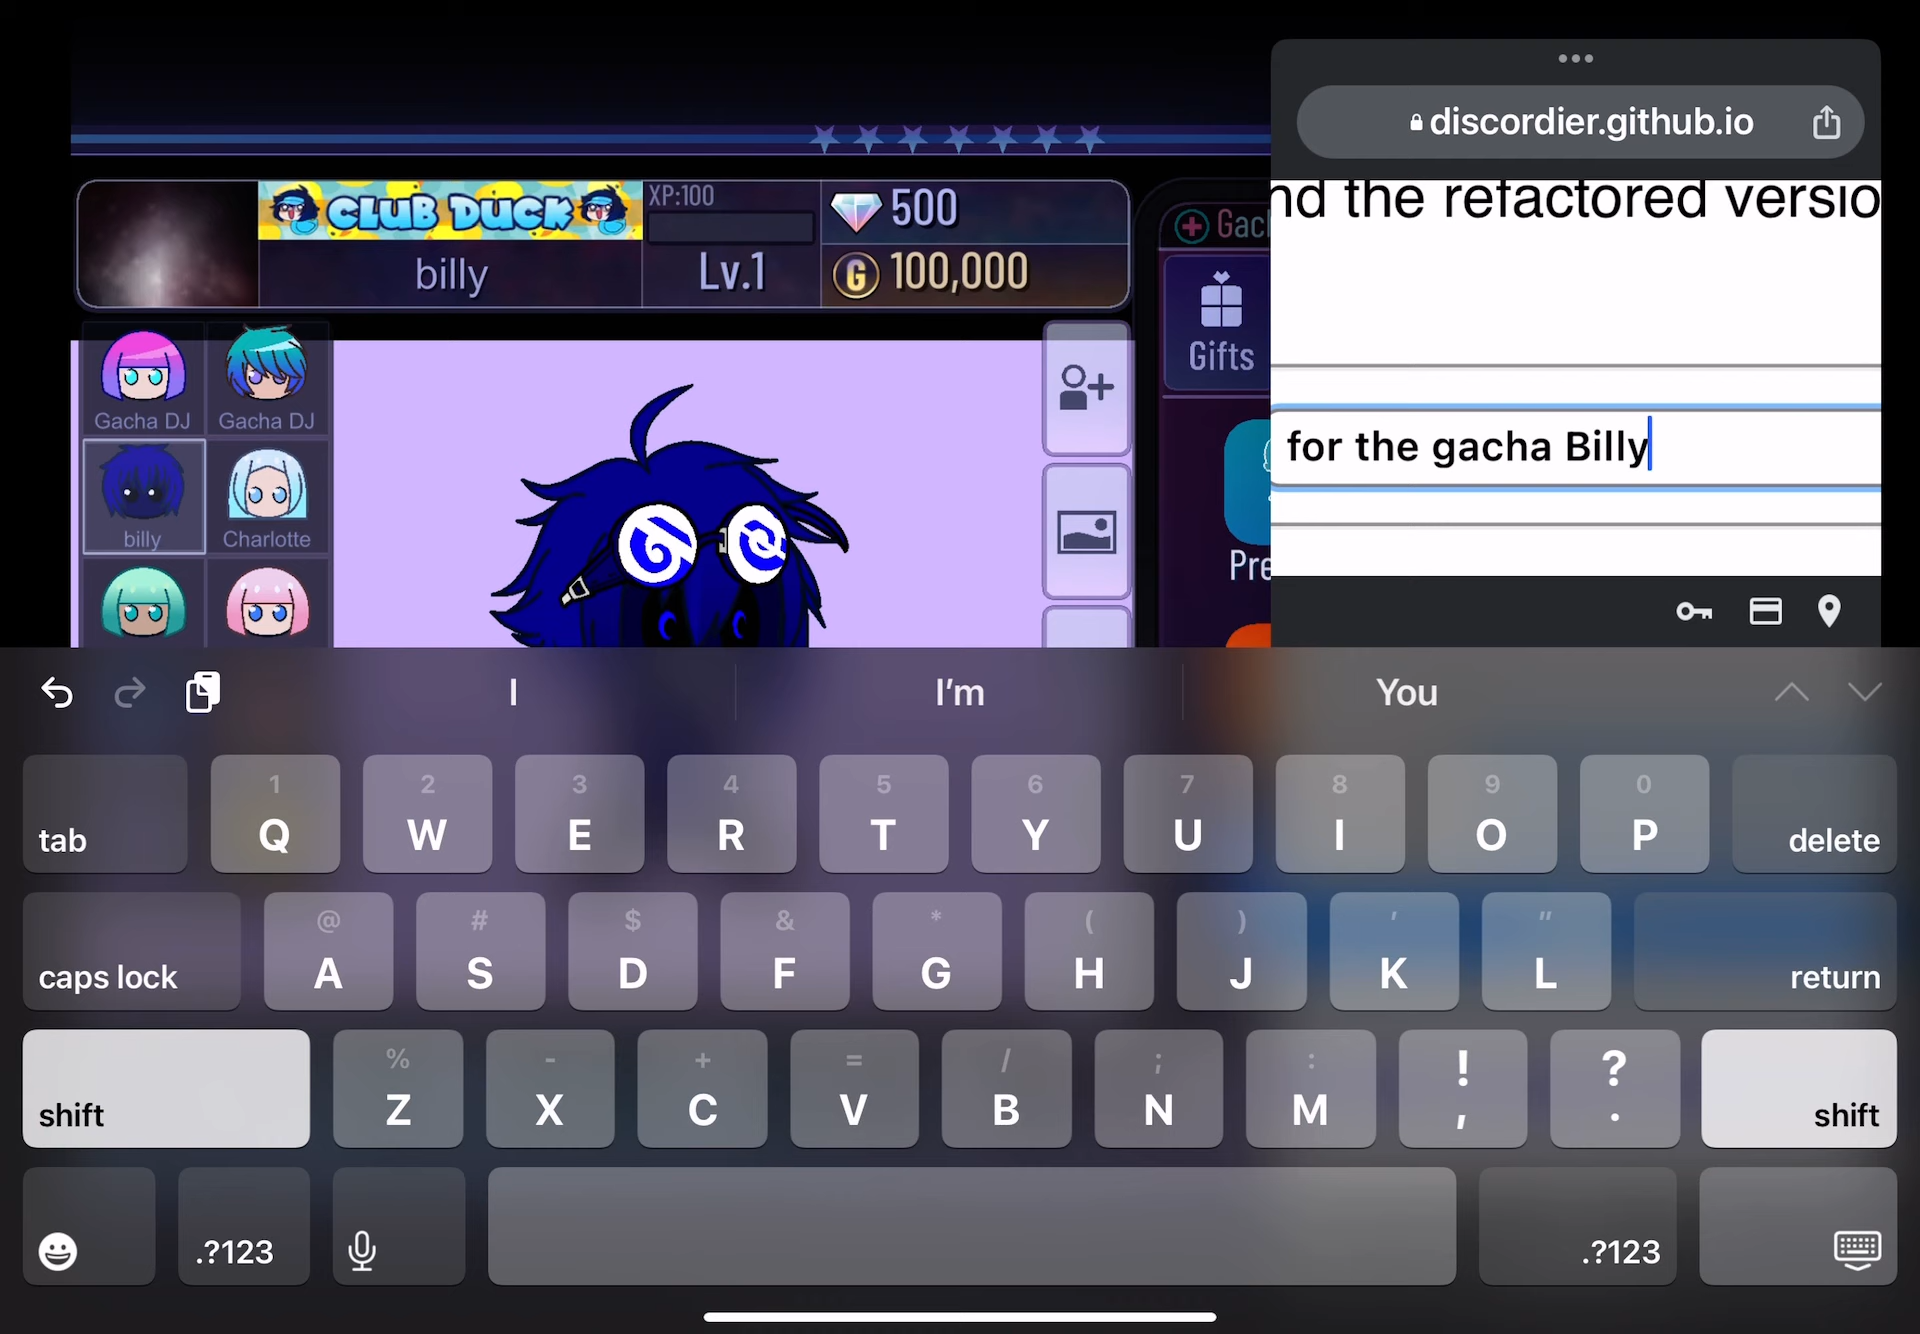 discordier.github.io
nd the refactored versio
for the gacha Billy
CLUB DUCK
billy
XP:100
Lv.1
500
G 100,000
Gach
Gifts
Pre
Gacha DJ
Gacha DJ
billy
Charlotte
I
I'm
You
tab
1 Q
2 W
3 E
4 R
5 T
6 Y
7 U
8 I
9 O
0 P
delete
caps lock
@ A
# S
$ D
& F
* G
( H
) J
' K
" L
return
shift
% Z
- X
+ C
= V
/ B
; N
: M
! ,
? .
shift
.?123
.?123